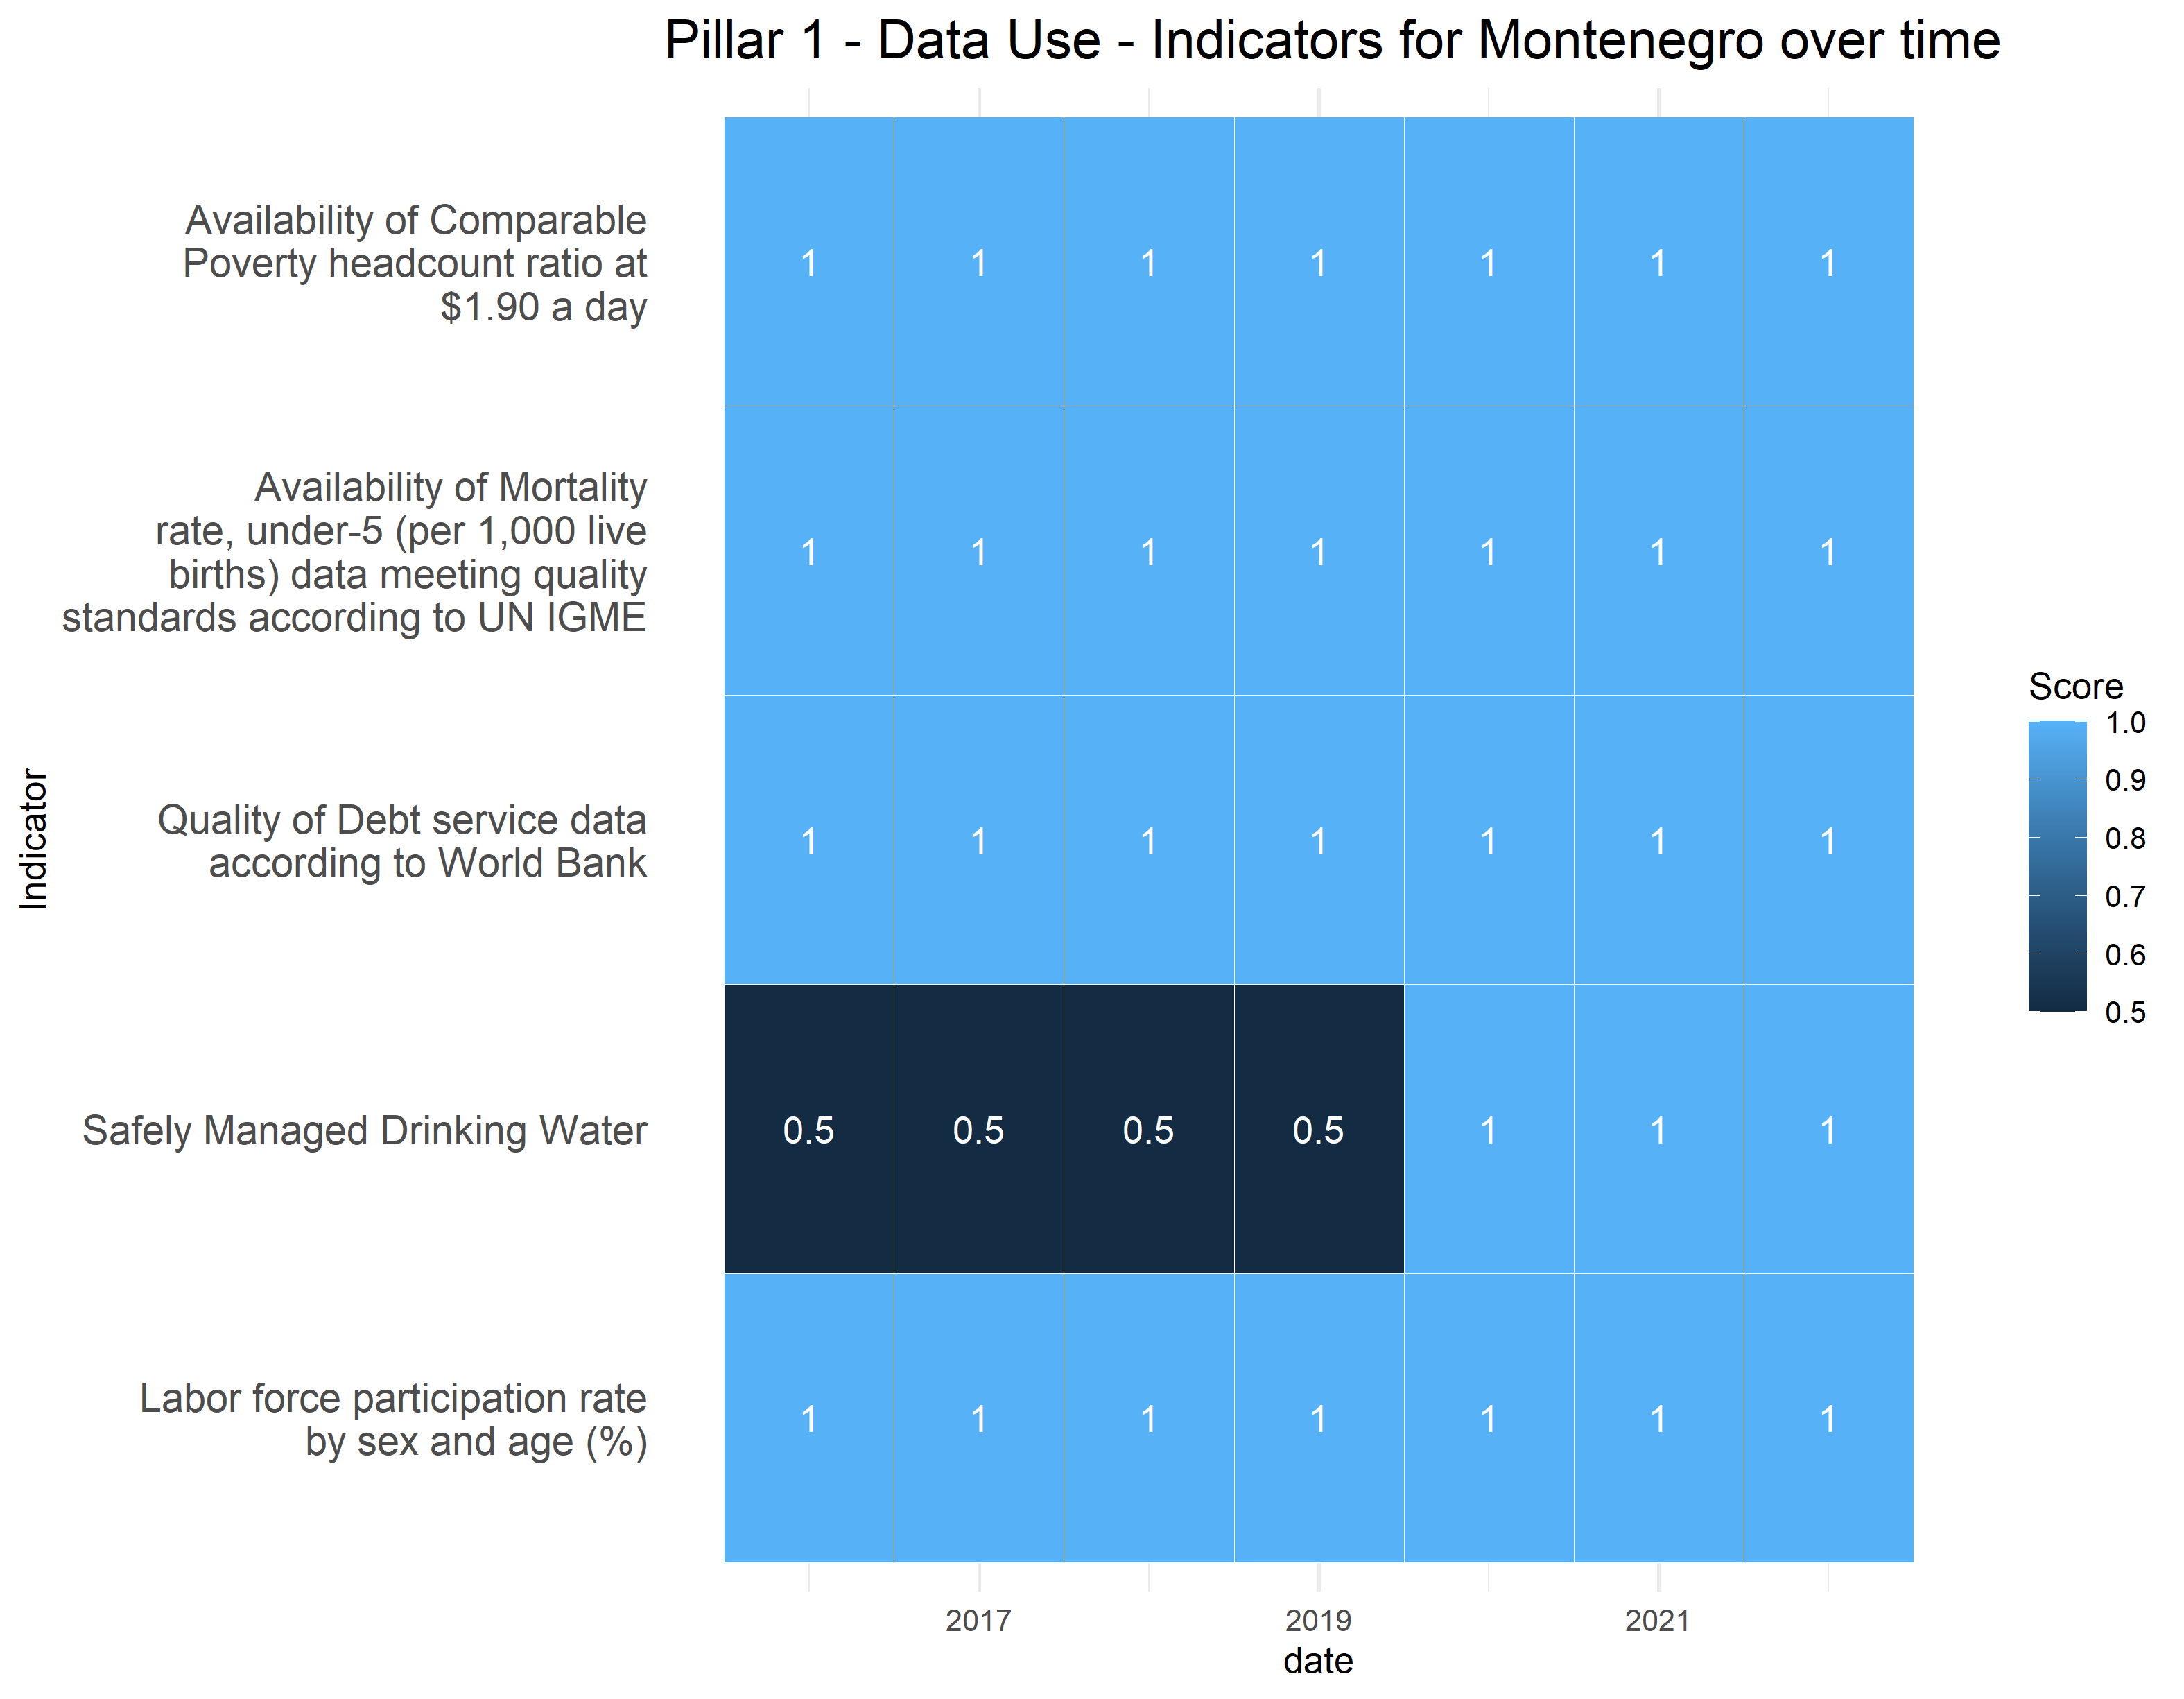 Pillar 1 - Data Use - Indicators for Montenegro over time
Indicator
Availability of Comparable
Poverty headcount ratio at
$1.90 a day
1 1 1 1 1 1 1
Availability of Mortality
rate, under-5 (per 1,000 live
births) data meeting quality
standards according to UN IGME
1 1 1 1 1 1 1
Quality of Debt service data
according to World Bank
1 1 1 1 1 1 1
Safely Managed Drinking Water
0.5 0.5 0.5 0.5 1 1 1
Labor force participation rate
by sex and age (%)
1 1 1 1 1 1 1
2017 2019 2021
date
Score
1.0
0.9
0.8
0.7
0.6
0.5